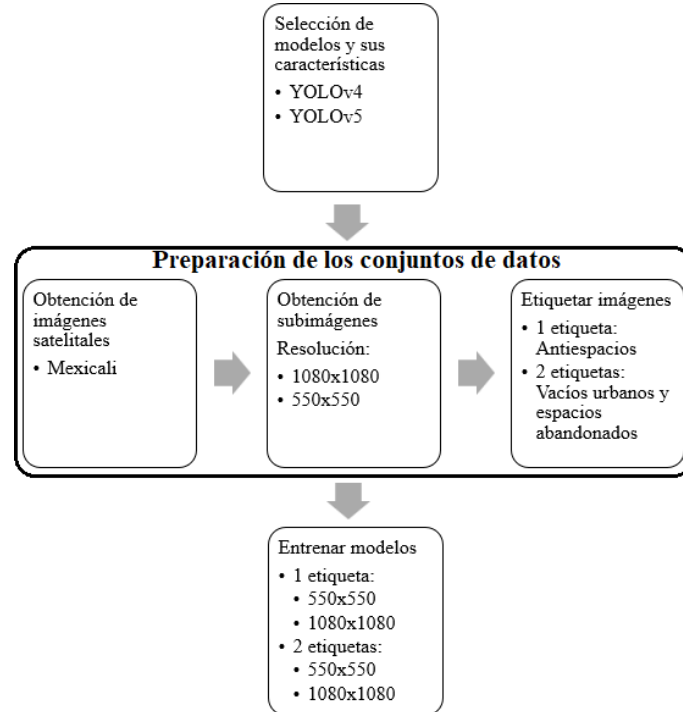 Selección de
modelos y sus
características
• YOLOv4
• YOLOv5
Preparación de los conjuntos de datos
Obtención de
imágenes
satelitales
• Mexicali
Obtención de
subimágenes
Resolución:
• 1080x1080
• 550x550
Etiquetar imágenes
• 1 etiqueta:
Antiespacios
• 2 etiquetas:
Vacíos urbanos y
espacios
abandonados
Entrenar modelos
• 1 etiqueta:
• 550x550
• 1080x1080
• 2 etiquetas:
• 550x550
• 1080x1080